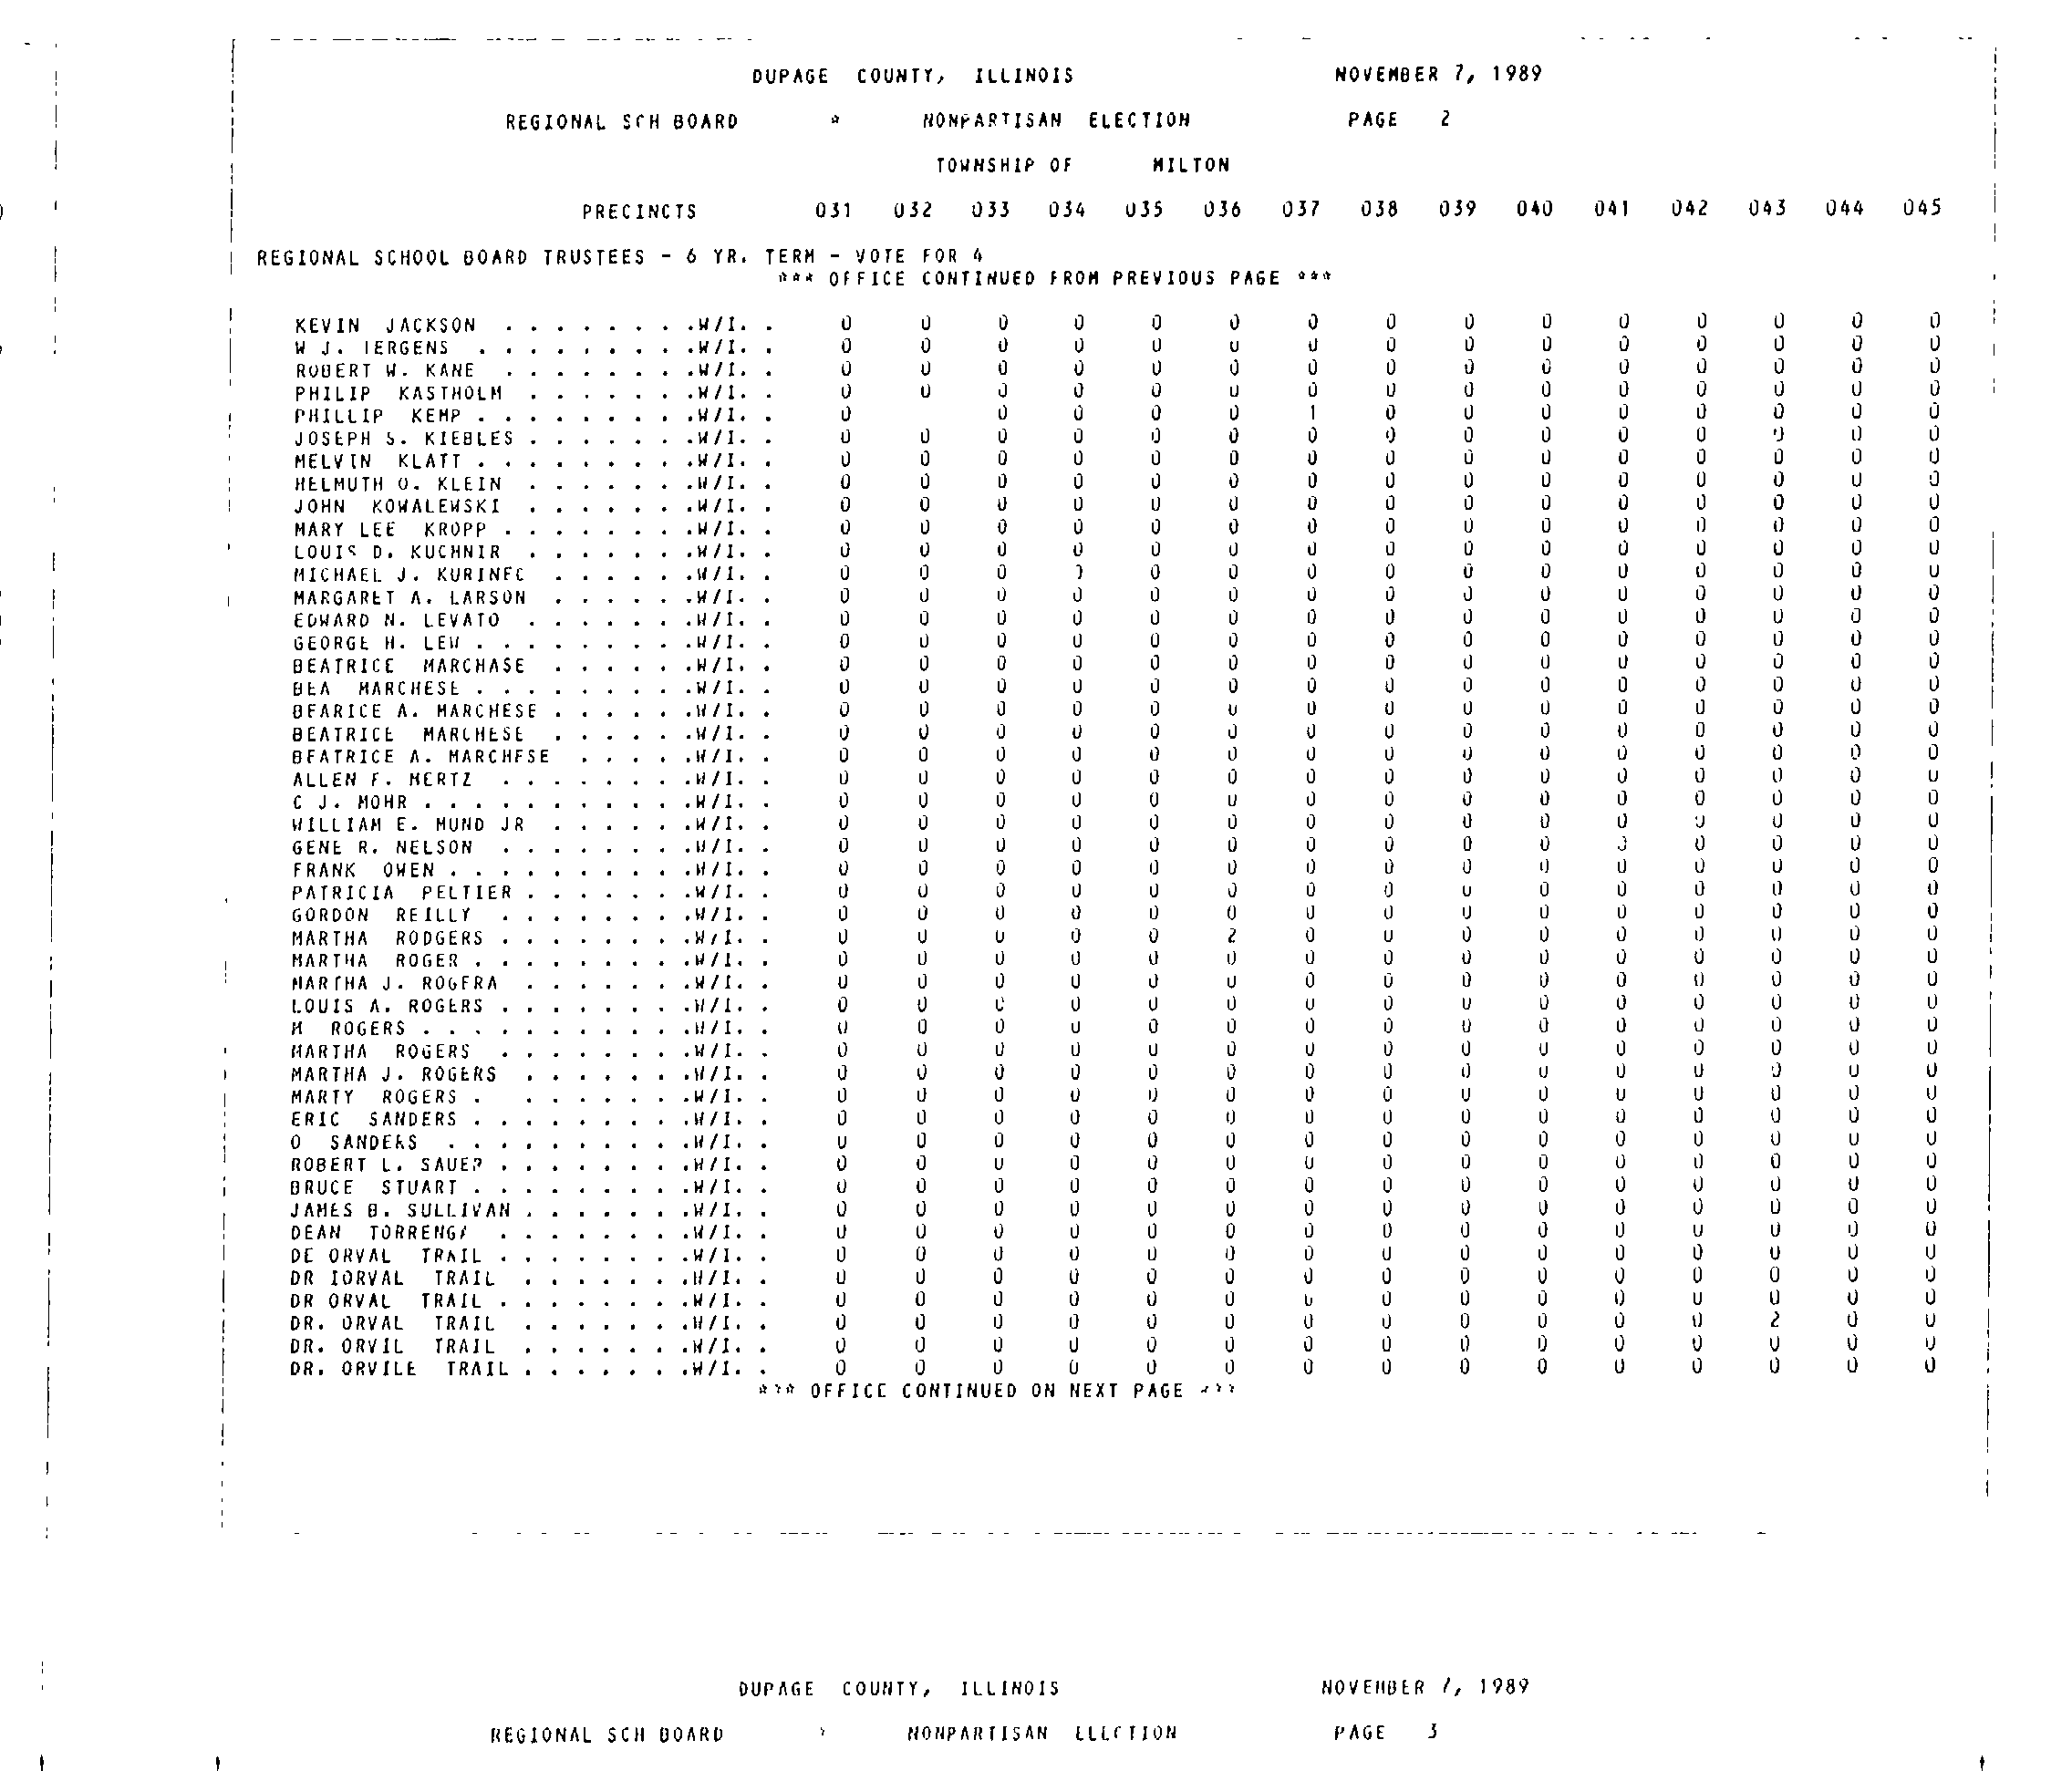 DUPAGE COUNTY, ILLINOIS NOVEMBER 7, 1989
REGIONAL SCH BOARD * NONPARTISAN ELECTION PAGE 2
TOWNSHIP OF MILTON
PRECINCTS 031 032 033 034 035 036 037 038 039 040 041 042 043 044 045
REGIONAL SCHOOL BOARD TRUSTEES - 6 YR. TERM - VOTE FOR 4
*** OFFICE CONTINUED FROM PREVIOUS PAGE ***
KEVIN JACKSON . . . . . . . .W/I. . 0 0 0 0 0 0 0 0 0 0 0 0 0 0 0
W J. IERGENS . . . . . . . . .W/I. . 0 0 0 0 0 0 0 0 0 0 0 0 0 0 0
ROBERT W. KANE . . . . . . . .W/I. . 0 0 0 0 0 0 0 0 0 0 0 0 0 0 0
PHILIP KASTHOLM . . . . . . .W/I. . 0 0 0 0 0 0 0 0 0 0 0 0 0 0 0
PHILLIP KEMP . . . . . . . . .W/I. . 0 0 0 0 0 1 0 0 0 0 0 0 0 0
JOSEPH S. KIEBLES . . . . . . .W/I. . 0 0 0 0 0 0 0 0 0 0 0 0 0 0 0
MELVIN KLATT . . . . . . . . .W/I. . 0 0 0 0 0 0 0 0 0 0 0 0 0 0 0
HELMUTH O. KLEIN . . . . . . .W/I. . 0 0 0 0 0 0 0 0 0 0 0 0 0 0 0
JOHN KOWALEWSKI . . . . . . .W/I. . 0 0 0 0 0 0 0 0 0 0 0 0 0 0 0
MARY LEE KROPP . . . . . . . .W/I. . 0 0 0 0 0 0 0 0 0 0 0 0 0 0 0
LOUIS D. KUCHNIR . . . . . . .W/I. . 0 0 0 0 0 0 0 0 0 0 0 0 0 0 0
MICHAEL J. KURINEC . . . . . .W/I. . 0 0 0 0 0 0 0 0 0 0 0 0 0 0 0
MARGARET A. LARSON . . . . . .W/I. . 0 0 0 0 0 0 0 0 0 0 0 0 0 0 0
EDWARD N. LEVATO . . . . . . .W/I. . 0 0 0 0 0 0 0 0 0 0 0 0 0 0 0
GEORGE H. LEW . . . . . . . . .W/I. . 0 0 0 0 0 0 0 0 0 0 0 0 0 0 0
BEATRICE MARCHASE . . . . . .W/I. . 0 0 0 0 0 0 0 0 0 0 0 0 0 0 0
BEA MARCHESE . . . . . . . . .W/I. . 0 0 0 0 0 0 0 0 0 0 0 0 0 0 0
BEARICE A. MARCHESE . . . . . .W/I. . 0 0 0 0 0 0 0 0 0 0 0 0 0 0 0
BEATRICE MARCHESE . . . . . .W/I. . 0 0 0 0 0 0 0 0 0 0 0 0 0 0 0
BEATRICE A. MARCHESE . . . . .W/I. . 0 0 0 0 0 0 0 0 0 0 0 0 0 0 0
ALLEN F. MERTZ . . . . . . . .W/I. . 0 0 0 0 0 0 0 0 0 0 0 0 0 0 0
C J. MOHR . . . . . . . . . . .W/I. . 0 0 0 0 0 0 0 0 0 0 0 0 0 0 0
WILLIAM E. MUND JR . . . . . .W/I. . 0 0 0 0 0 0 0 0 0 0 0 0 0 0 0
GENE R. NELSON . . . . . . . .W/I. . 0 0 0 0 0 0 0 0 0 0 0 0 0 0 0
FRANK OWEN . . . . . . . . . .W/I. . 0 0 0 0 0 0 0 0 0 0 0 0 0 0 0
PATRICIA PELTIER . . . . . . .W/I. . 0 0 0 0 0 0 0 0 0 0 0 0 0 0 0
GORDON REILLY . . . . . . . .W/I. . 0 0 0 0 0 0 0 0 0 0 0 0 0 0 0
MARTHA RODGERS . . . . . . . .W/I. . 0 0 0 0 0 2 0 0 0 0 0 0 0 0 0
MARTHA ROGER . . . . . . . . .W/I. . 0 0 0 0 0 0 0 0 0 0 0 0 0 0 0
MARTHA J. ROGERA . . . . . . .W/I. . 0 0 0 0 0 0 0 0 0 0 0 0 0 0 0
LOUIS A. ROGERS . . . . . . . .W/I. . 0 0 0 0 0 0 0 0 0 0 0 0 0 0 0
M ROGERS . . . . . . . . . . .W/I. . 0 0 0 0 0 0 0 0 0 0 0 0 0 0 0
MARTHA ROGERS . . . . . . . .W/I. . 0 0 0 0 0 0 0 0 0 0 0 0 0 0 0
MARTHA J. ROGERS . . . . . . .W/I. . 0 0 0 0 0 0 0 0 0 0 0 0 0 0 0
MARTY ROGERS . . . . . . . .W/I. . 0 0 0 0 0 0 0 0 0 0 0 0 0 0 0
ERIC SANDERS . . . . . . . . .W/I. . 0 0 0 0 0 0 0 0 0 0 0 0 0 0 0
O SANDERS . . . . . . . . . .W/I. . 0 0 0 0 0 0 0 0 0 0 0 0 0 0 0
ROBERT L. SAUER . . . . . . . .W/I. . 0 0 0 0 0 0 0 0 0 0 0 0 0 0 0
BRUCE STUART . . . . . . . . .W/I. . 0 0 0 0 0 0 0 0 0 0 0 0 0 0 0
JAMES B. SULLIVAN . . . . . . .W/I. . 0 0 0 0 0 0 0 0 0 0 0 0 0 0 0
DEAN TORRENGA . . . . . . . .W/I. . 0 0 0 0 0 0 0 0 0 0 0 0 0 0 0
DE ORVAL TRAIL . . . . . . . .W/I. . 0 0 0 0 0 0 0 0 0 0 0 0 0 0 0
DR IORVAL TRAIL . . . . . . .W/I. . 0 0 0 0 0 0 0 0 0 0 0 0 0 0 0
DR ORVAL TRAIL . . . . . . . .W/I. . 0 0 0 0 0 0 0 0 0 0 0 0 0 0 0
DR. ORVAL TRAIL . . . . . . .W/I. . 0 0 0 0 0 0 0 0 0 0 0 0 2 0 0
DR. ORVIL TRAIL . . . . . . .W/I. . 0 0 0 0 0 0 0 0 0 0 0 0 0 0 0
DR. ORVILE TRAIL . . . . . . .W/I. . 0 0 0 0 0 0 0 0 0 0 0 0 0 0 0
*** OFFICE CONTINUED ON NEXT PAGE ***
DUPAGE COUNTY, ILLINOIS NOVEMBER 7, 1989
REGIONAL SCH BOARD * NONPARTISAN ELECTION PAGE 3